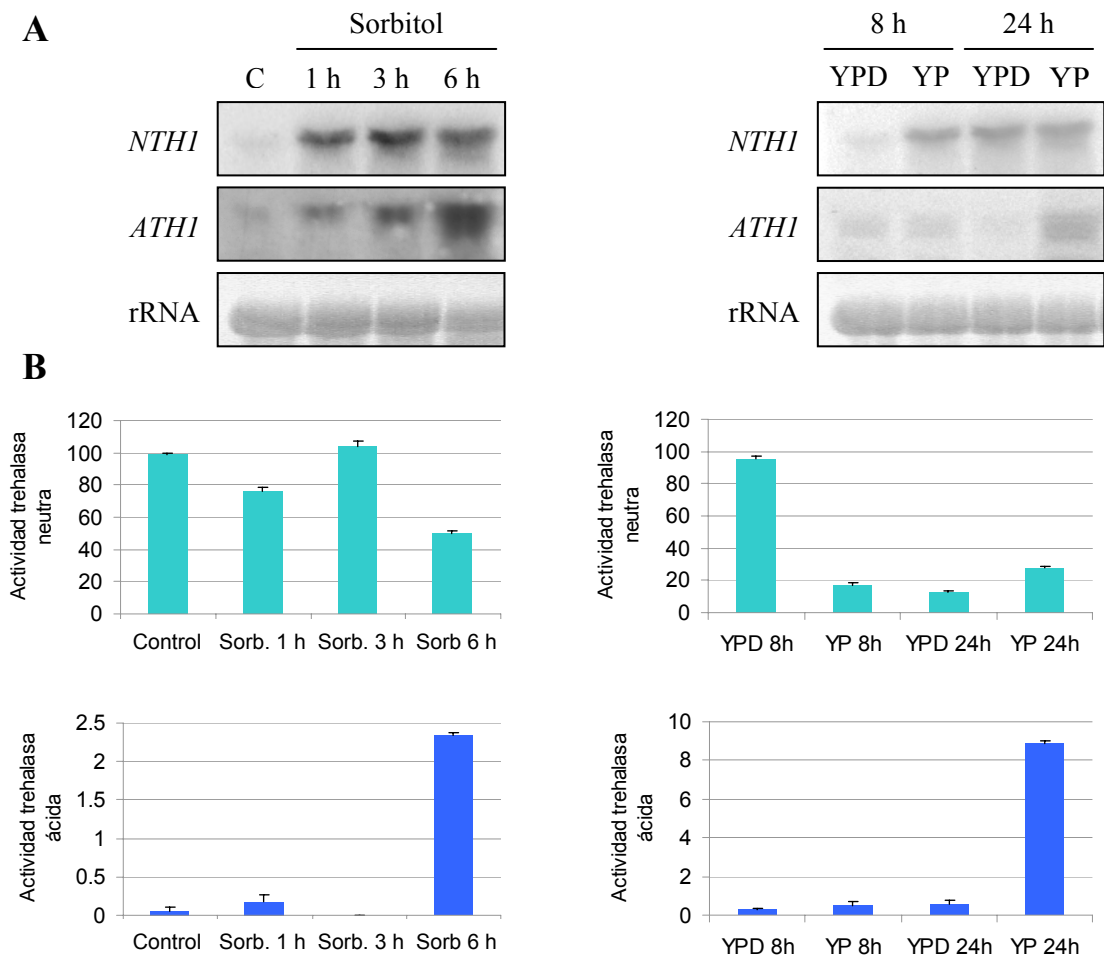 A
Sorbitol
C 1 h 3 h 6 h
NTH1
ATH1
rRNA
8 h 24 h
YPD YP YPD YP
NTH1
ATH1
rRNA
B
Actividad trehalasa
neutra
120
100
80
60
40
20
0
Control Sorb. 1 h Sorb. 3 h Sorb 6 h
Actividad trehalasa
neutra
120
100
80
60
40
20
0
YPD 8h YP 8h YPD 24h YP 24h
Actividad trehalasa
ácida
2.5
2
1.5
1
0.5
0
Control Sorb. 1 h Sorb. 3 h Sorb 6 h
Actividad trehalasa
ácida
10
8
6
4
2
0
YPD 8h YP 8h YPD 24h YP 24h